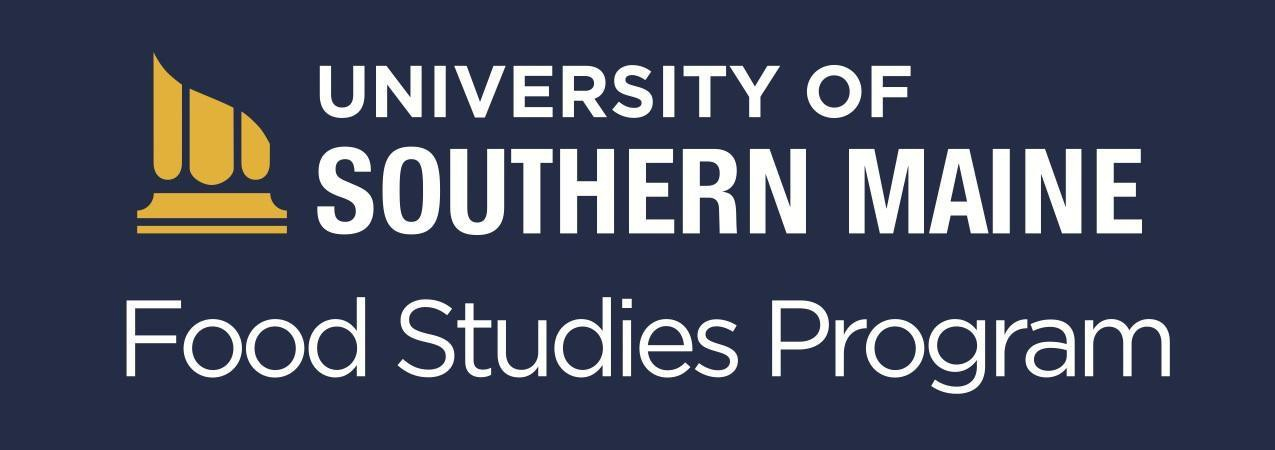 UNIVERSITY OF
SOUTHERN MAINE
Food Studies Program